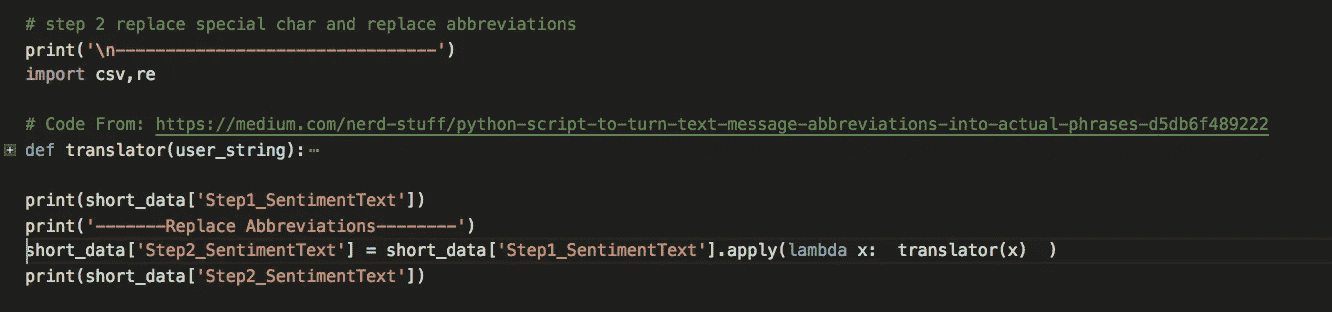 # step 2 replace special char and replace abbreviations
print('\n--------------------------------')
import csv,re
# Code From: https://medium.com/nerd-stuff/python-script-to-turn-text-message-abbreviations-into-actual-phrases-d5db6f489222
def translator(user_string):⋯
print(short_data['Step1_SentimentText'])
print('-------Replace Abbreviations--------')
short_data['Step2_SentimentText'] = short_data['Step1_SentimentText'].apply(lambda x:  translator(x)  )
print(short_data['Step2_SentimentText'])